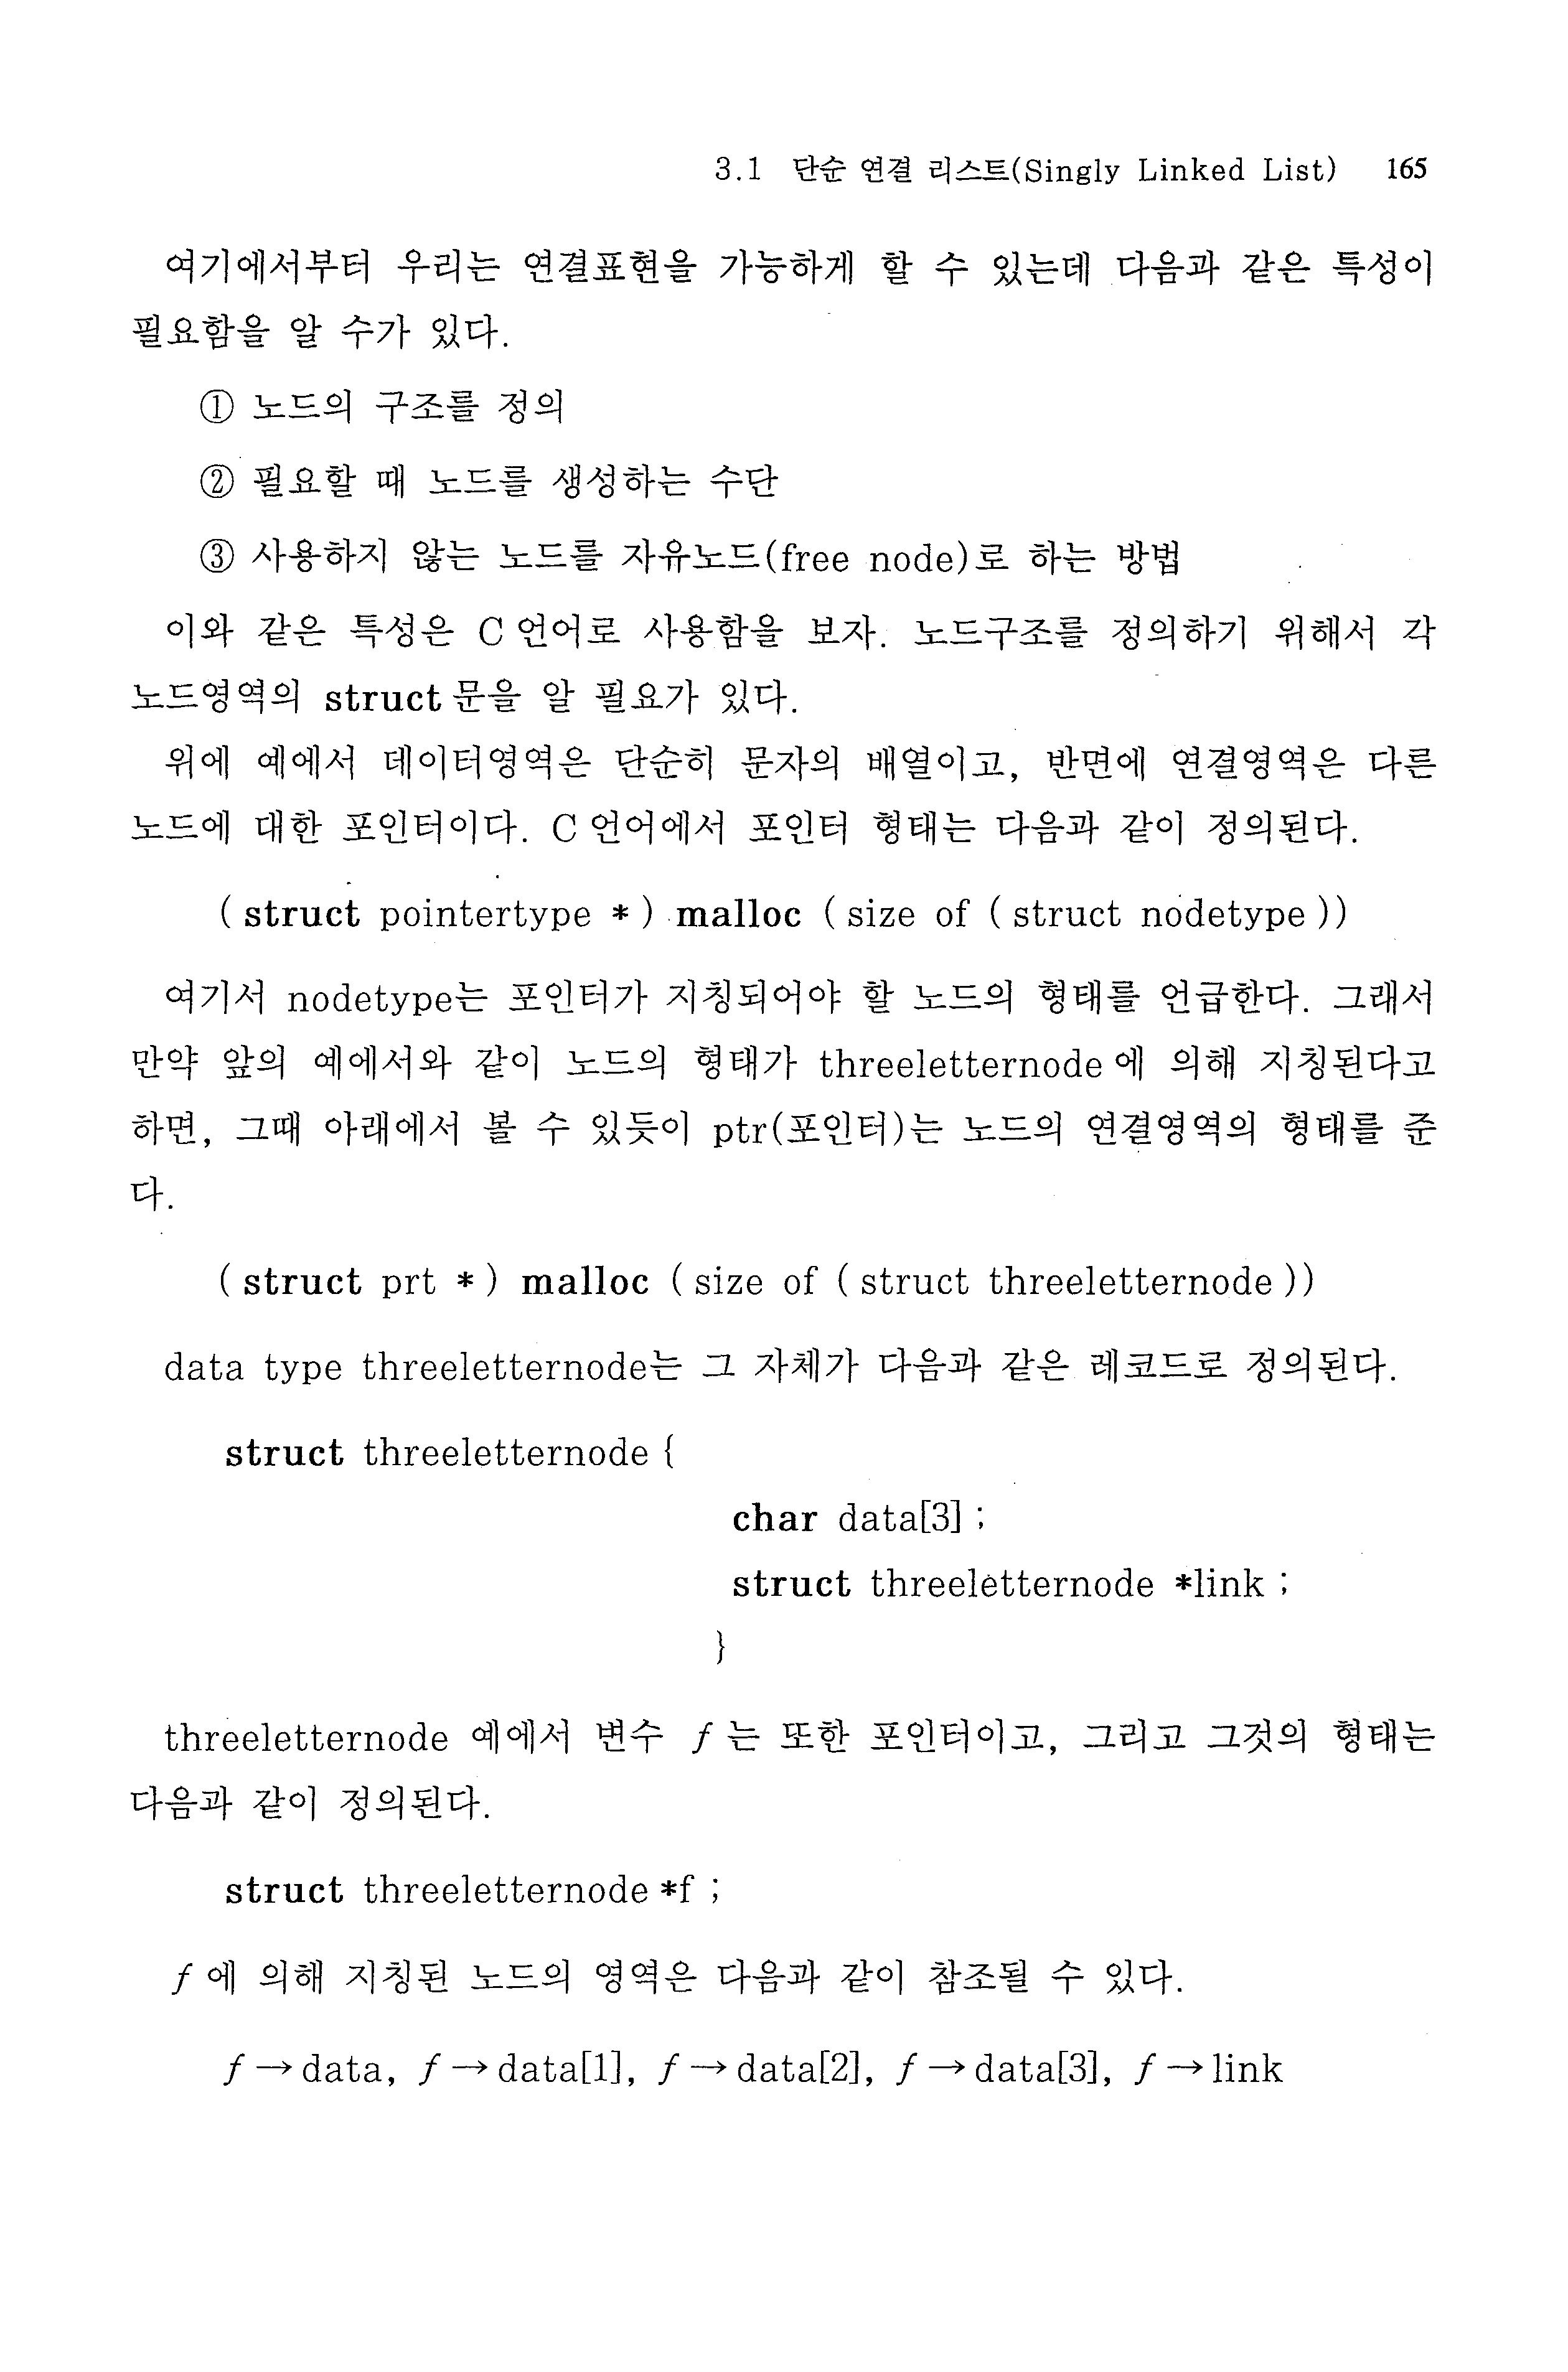 3.1 단순 연결 리스트(Singly Linked List) 165
여기에서부터 우리는 연결표현을 가능하게 할 수 있는데 다음과 같은 특성이
필요함을 알 수가 있다.
① 노드의 구조를 정의
② 필요할 때 노드를 생성하는 수단
③ 사용하지 않는 노드를 자유노드(free node)로 하는 방법
이와 같은 특성은 C 언어로 사용함을 보자. 노드구조를 정의하기 위해서 각
노드영역의 struct 문을 알 필요가 있다.
위에 예에서 데이터영역은 단순히 문자의 배열이고, 반면에 연결영역은 다른
노드에 대한 포인터이다. C 언어에서 포인터 형태는 다음과 같이 정의된다.
( struct pointertype * ) malloc ( size of ( struct nodetype ))
여기서 nodetype는 포인터가 지칭되어야 할 노드의 형태를 언급한다. 그래서
만약 앞의 예에서와 같이 노드의 형태가 threeletternode 에 의해 지칭된다고
하면, 그때 아래에서 볼 수 있듯이 ptr(포인터)는 노드의 연결영역의 형태를 준
다.
( struct prt * ) malloc ( size of ( struct threeletternode ))
data type threeletternode는 그 자체가 다음과 같은 레코드로 정의된다.
struct threeletternode {
char data[3] ;
struct threeletternode *link ;
}
threeletternode 예에서 변수 f 는 또한 포인터이고, 그리고 그것의 형태는
다음과 같이 정의된다.
struct threeletternode *f ;
f 에 의해 지칭된 노드의 영역은 다음과 같이 참조될 수 있다.
f → data, f → data[1], f → data[2], f → data[3], f → link